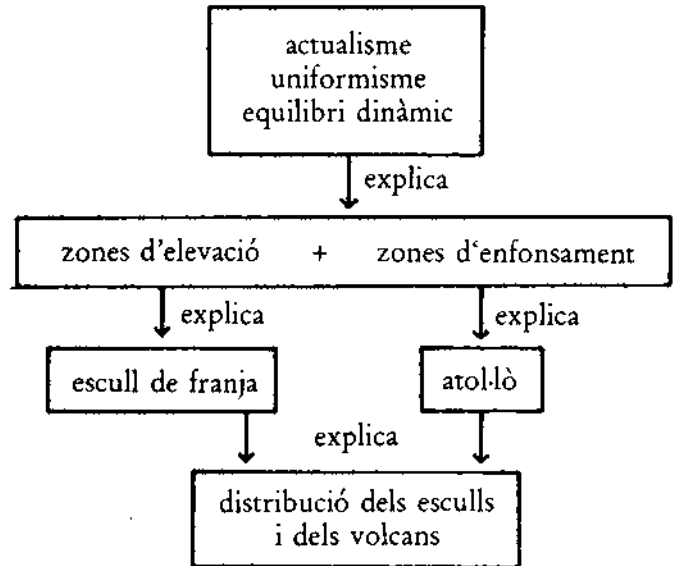 actualisme
uniformisme
equilibri dinàmic
explica
zones d'elevació + zones d'enfonsament
explica explica
escull de franja atol·lò
explica
distribució dels esculls
i dels volcans